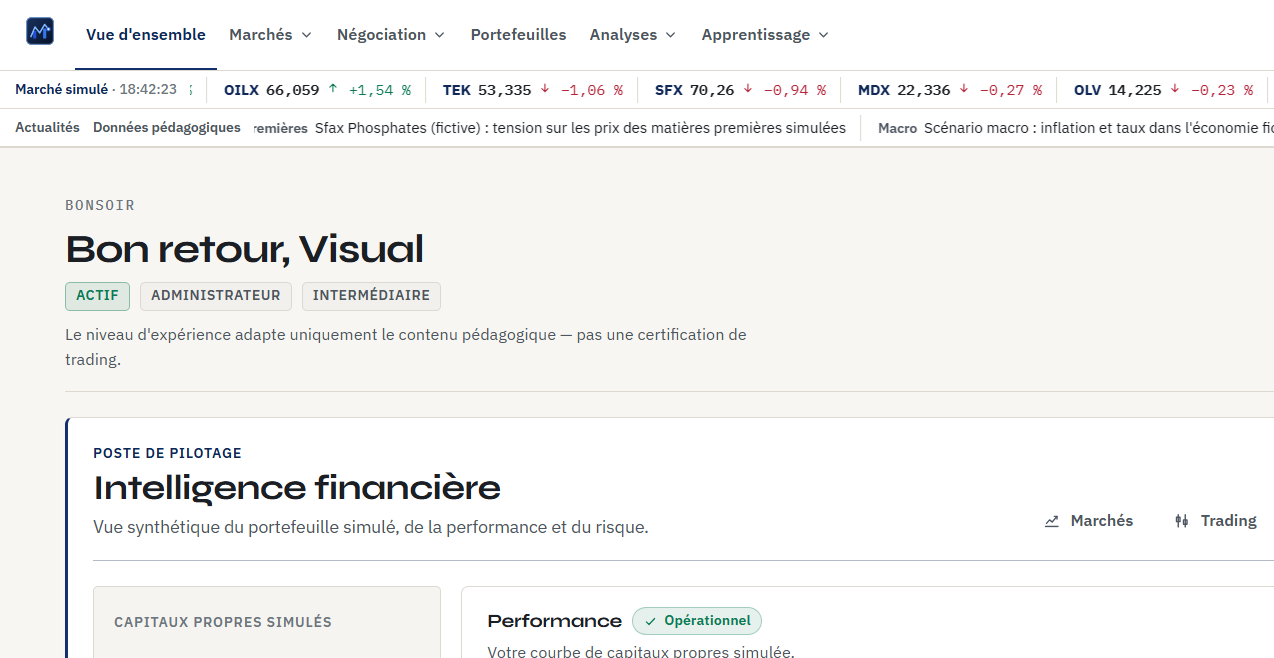 Vue d'ensemble Marchés Négociation Portefeuilles Analyses Apprentissage
Marché simulé · 18:42:23 OILX 66,059 ↑ +1,54 % TEK 53,335 ↓ −1,06 % SFX 70,26 ↓ −0,94 % MDX 22,336 ↓ −0,27 % OLV 14,225 ↓ −0,23 %
Actualités Données pédagogiques Sfax Phosphates (fictive) : tension sur les prix des matières premières simulées Macro Scénario macro : inflation et taux dans l'économie
BONSOIR
Bon retour, Visual
ACTIF ADMINISTRATEUR INTERMÉDIAIRE
Le niveau d'expérience adapte uniquement le contenu pédagogique — pas une certification de
trading.
POSTE DE PILOTAGE
Intelligence financière
Vue synthétique du portefeuille simulé, de la performance et du risque.
Marchés Trading
CAPITAUX PROPRES SIMULÉS
Performance Opérationnel
Votre courbe de capitaux propres simulée.